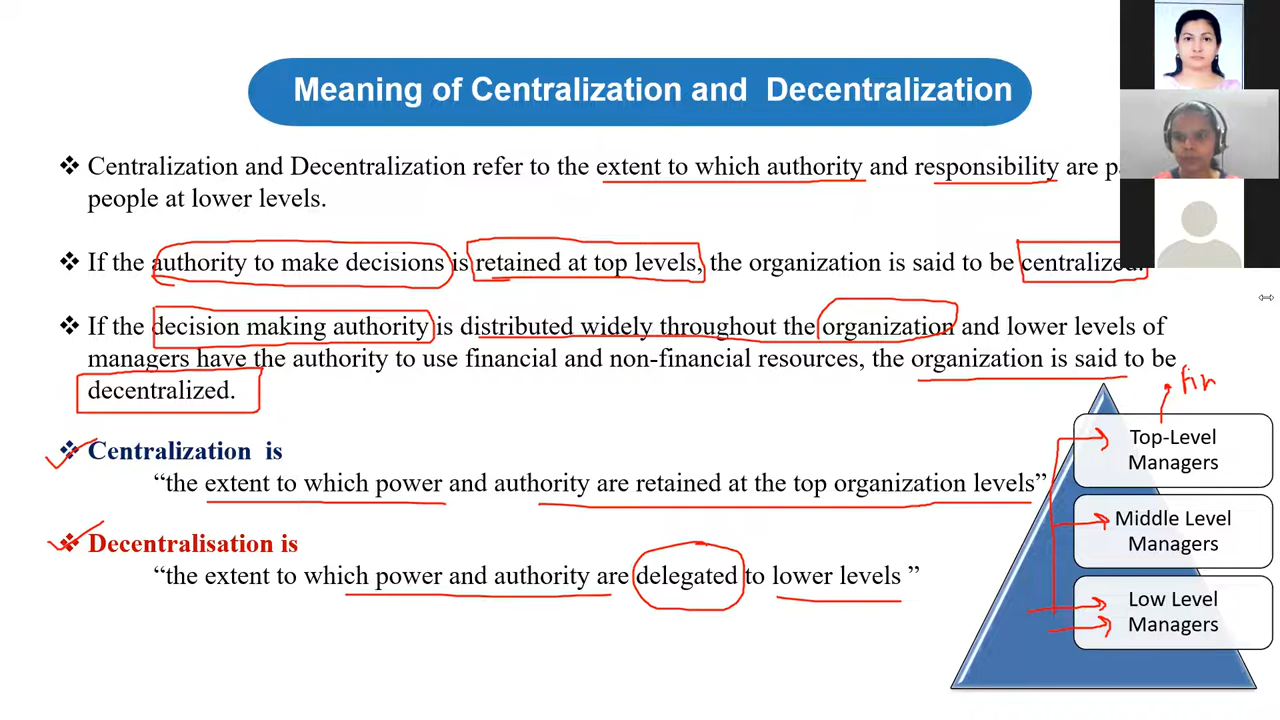 Meaning of Centralization and Decentralization
❖ Centralization and Decentralization refer to the extent to which authority and responsibility are
people at lower levels.
❖ If the authority to make decisions is retained at top levels, the organization is said to be centralized.
❖ If the decision making authority is distributed widely throughout the organization and lower levels of
managers have the authority to use financial and non-financial resources, the organization is said to be
decentralized.
fin
❖ Centralization is
“the extent to which power and authority are retained at the top organization levels”
❖ Decentralisation is
“the extent to which power and authority are delegated to lower levels ”
Top-Level
Managers
Middle Level
Managers
Low Level
Managers